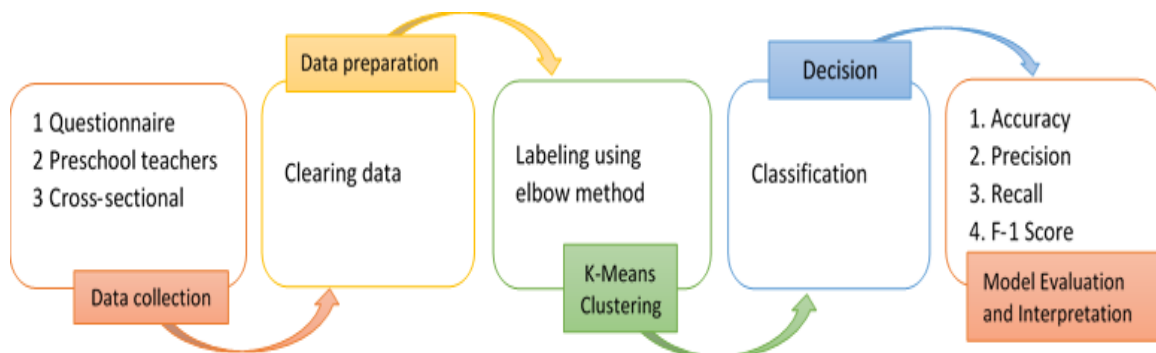 1 Questionnaire
2 Preschool teachers
3 Cross-sectional
Data collection
Data preparation
Clearing data
Labeling using
elbow method
K-Means
Clustering
Decision
Classification
1. Accuracy
2. Precision
3. Recall
4. F-1 Score
Model Evaluation
and Interpretation